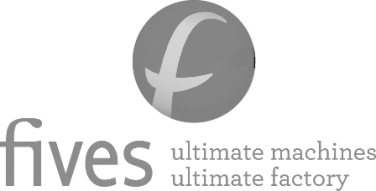 f
fives
ultimate machines
ultimate factory